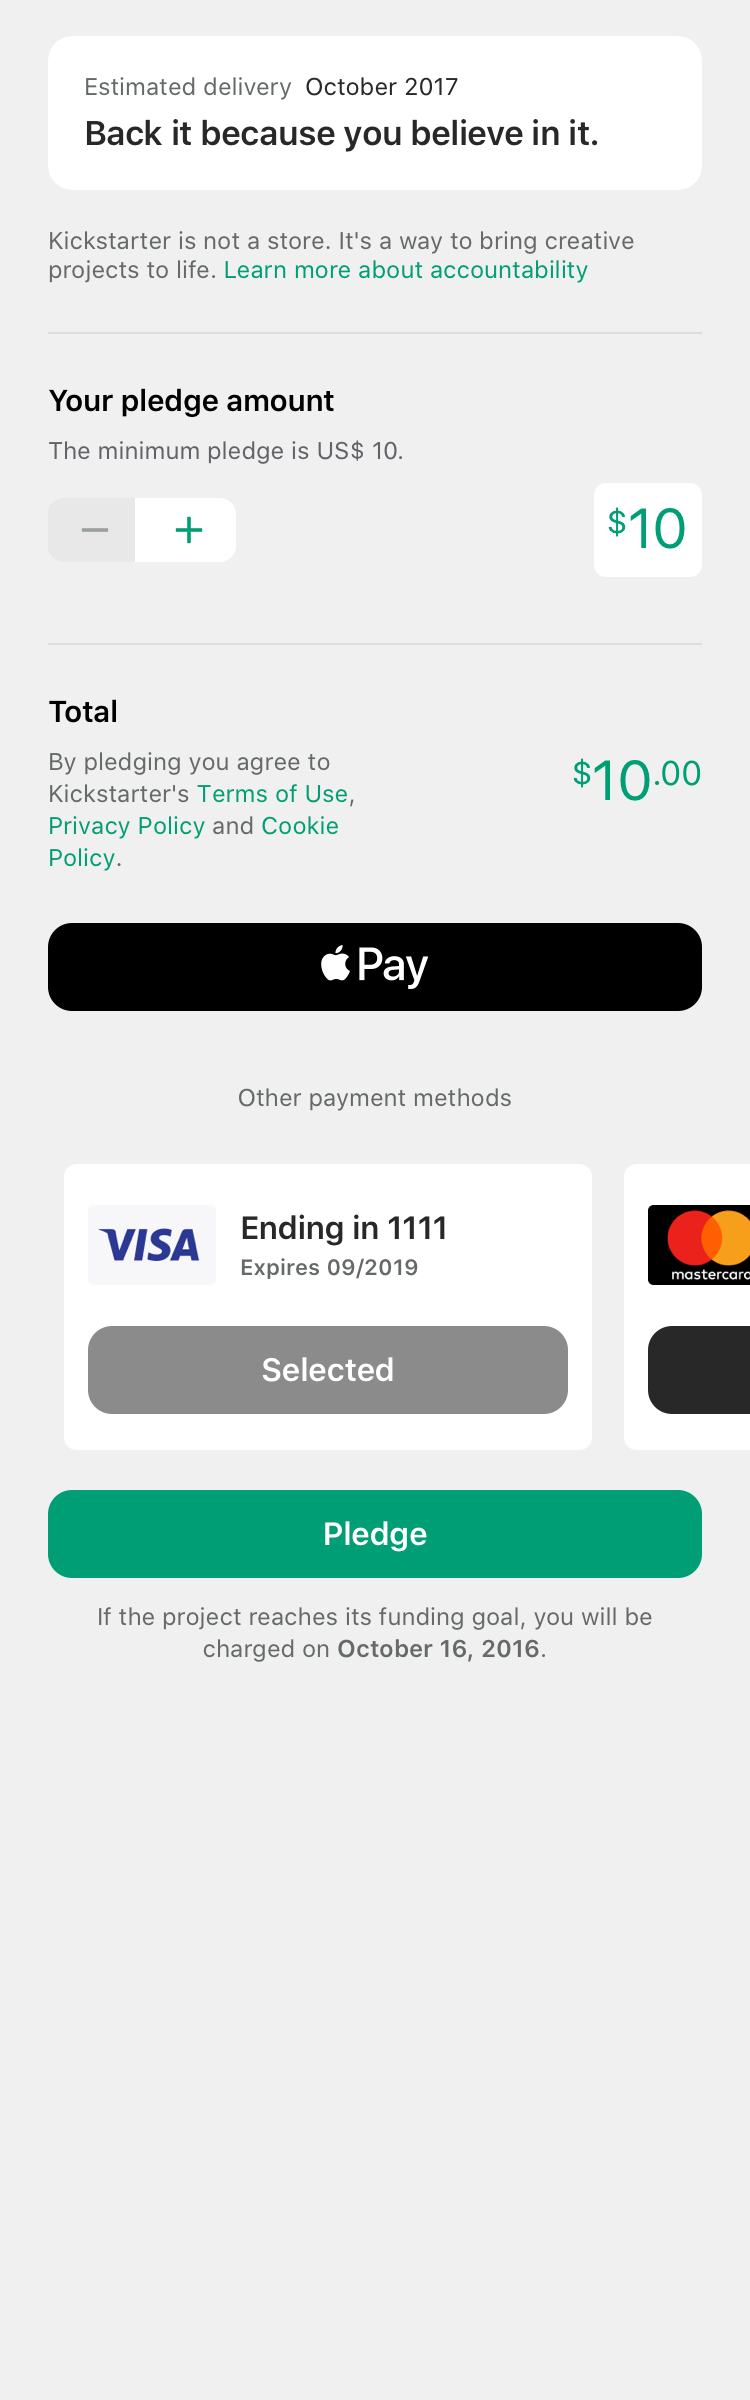 Estimated delivery October 2017
Back it because you believe in it.
Kickstarter is not a store. It's a way to bring creative
projects to life. Learn more about accountability
Your pledge amount
The minimum pledge is US$ 10.
− +
$10
Total
By pledging you agree to
Kickstarter's Terms of Use,
Privacy Policy and Cookie
Policy.
$10.00
Pay
Other payment methods
VISA
Ending in 1111
Expires 09/2019
Selected
mastercard
Pledge
If the project reaches its funding goal, you will be
charged on October 16, 2016.